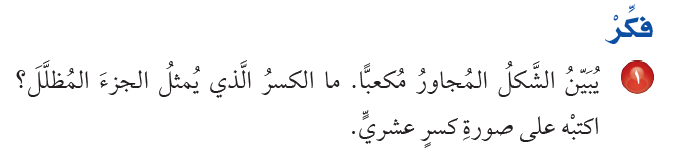 فكِّرْ
١ يُبَيّنُ الشَّكلُ المُجاورُ مُكعبًّا. ما الكسرُ الَّذي يُمثلُ الجزءَ المُظلَّلَ؟
اكتبْه على صورةِ كسرٍ عشريٍّ.